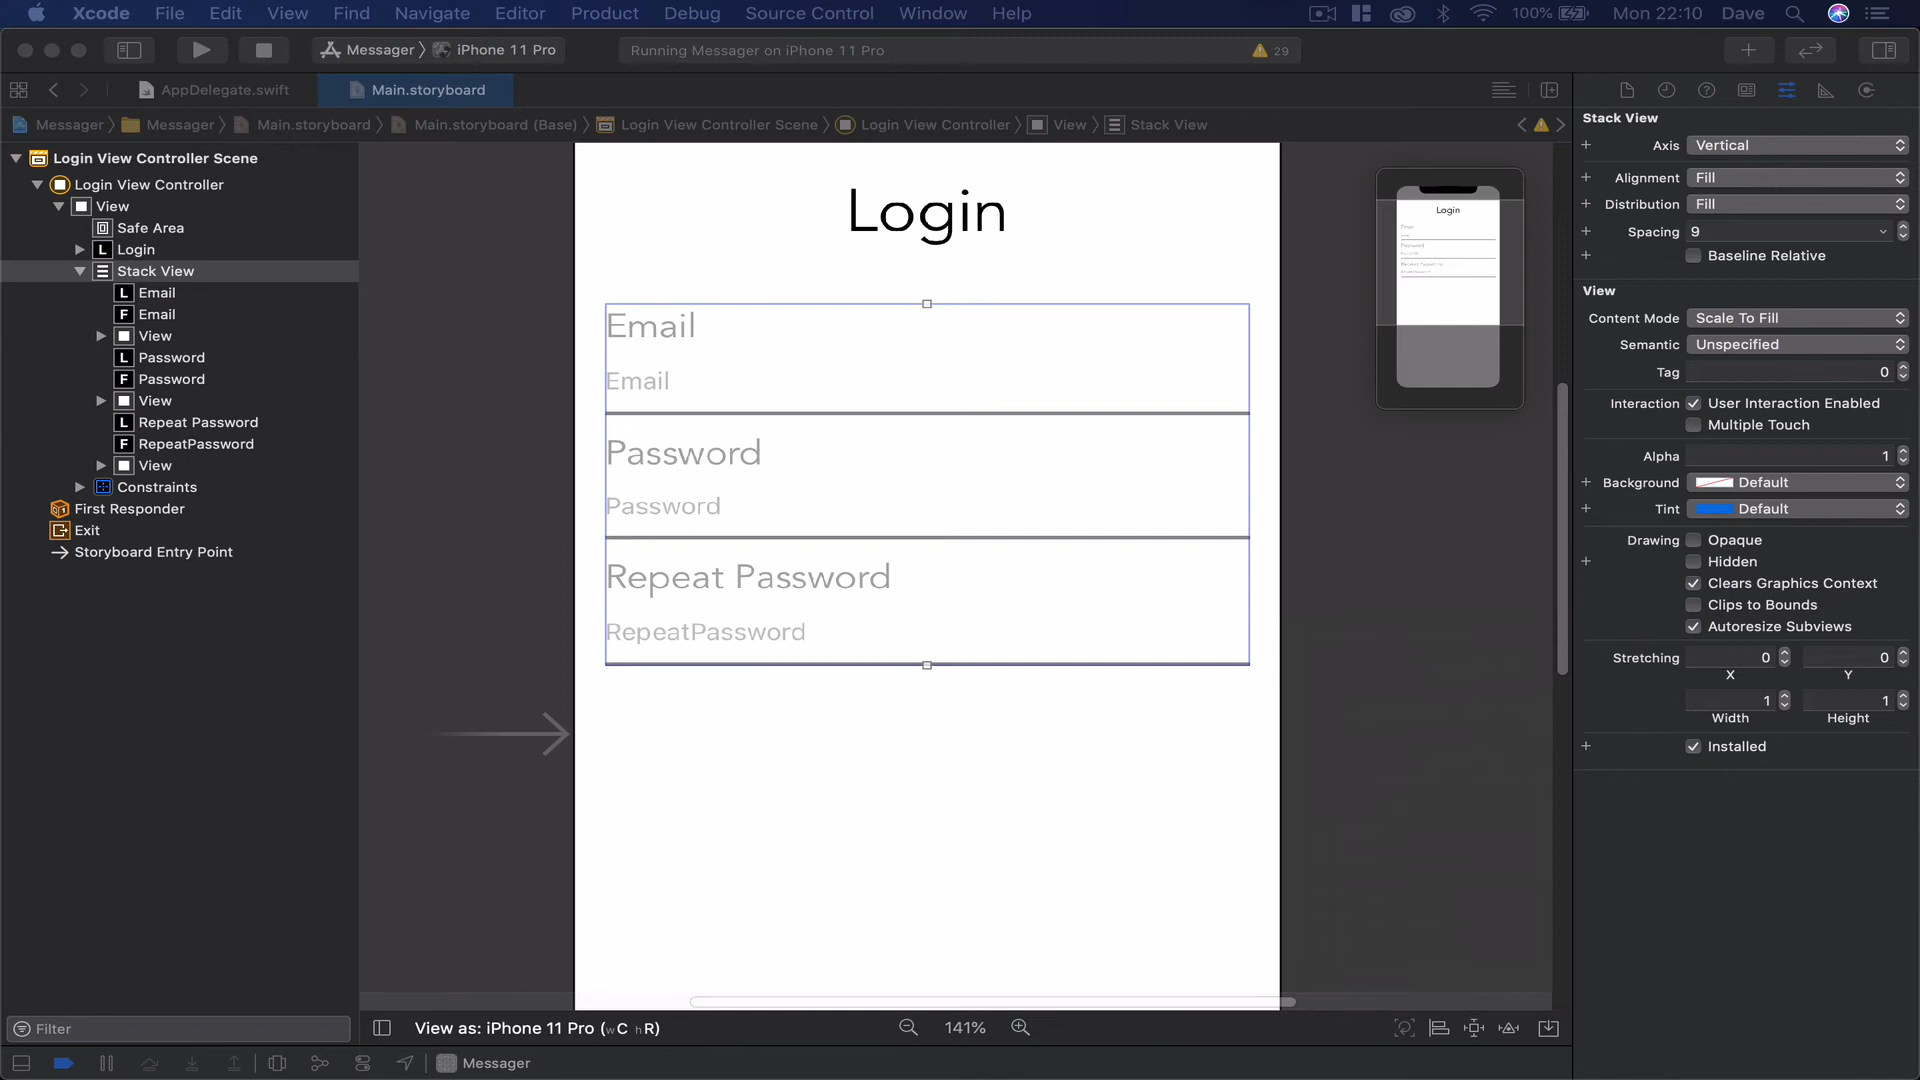 Xcode File Edit View Find Navigate Editor Product Debug Source Control Window Help 100% Mon 22:10 Dave
Messager iPhone 11 Pro Running Messager on iPhone 11 Pro 29
AppDelegate.swift Main.storyboard
Messager Messager Main.storyboard Main.storyboard (Base) Login View Controller Scene Login View Controller View Stack View
Login View Controller Scene
Login View Controller
View
Safe Area
L Login
Stack View
L Email
F Email
View
L Password
F Password
View
L Repeat Password
F RepeatPassword
View
Constraints
First Responder
Exit
Storyboard Entry Point
Filter
Login
Email
Email
Password
Password
Repeat Password
RepeatPassword
Login
Email
Password
Repeat Password
View as: iPhone 11 Pro (wC hR) 141%
Messager
Stack View
Axis Vertical
Alignment Fill
Distribution Fill
Spacing 9
Baseline Relative
View
Content Mode Scale To Fill
Semantic Unspecified
Tag 0
Interaction User Interaction Enabled
Multiple Touch
Alpha 1
Background Default
Tint Default
Drawing Opaque
Hidden
Clears Graphics Context
Clips to Bounds
Autoresize Subviews
Stretching 0 0
X Y
1 1
Width Height
Installed